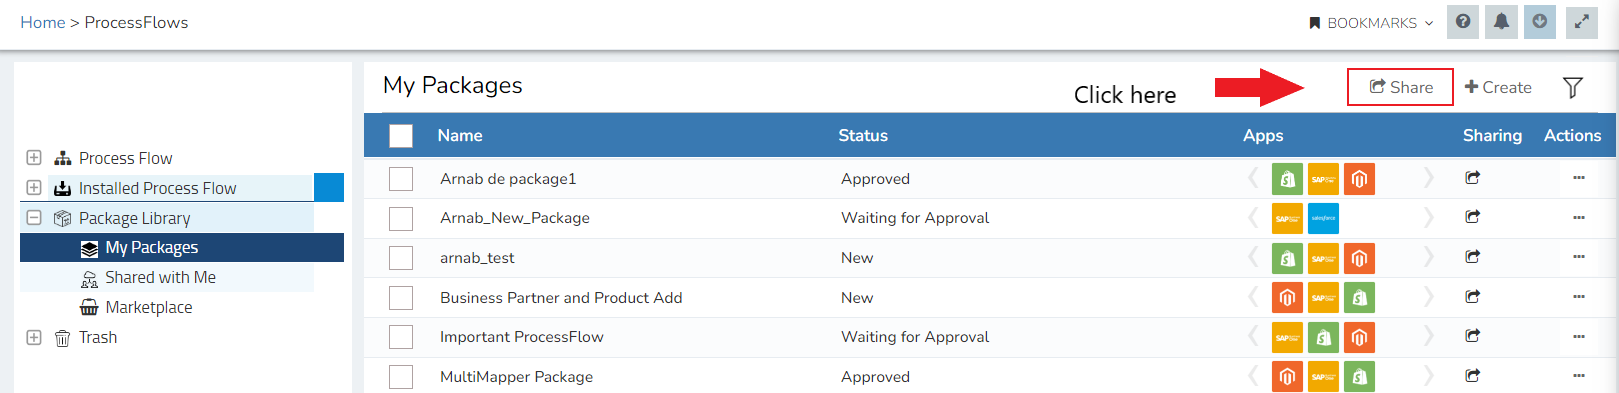 Home > ProcessFlows
BOOKMARKS
My Packages
Click here
Share
Create
Process Flow
Installed Process Flow
Package Library
My Packages
Shared with Me
Marketplace
Trash
Name Status Apps Sharing Actions
Arnab de package1 Approved SAP
Arnab_New_Package Waiting for Approval SAP salesforce
arnab_test New SAP
Business Partner and Product Add New SAP
Important ProcessFlow Waiting for Approval SAP
MultiMapper Package Approved SAP